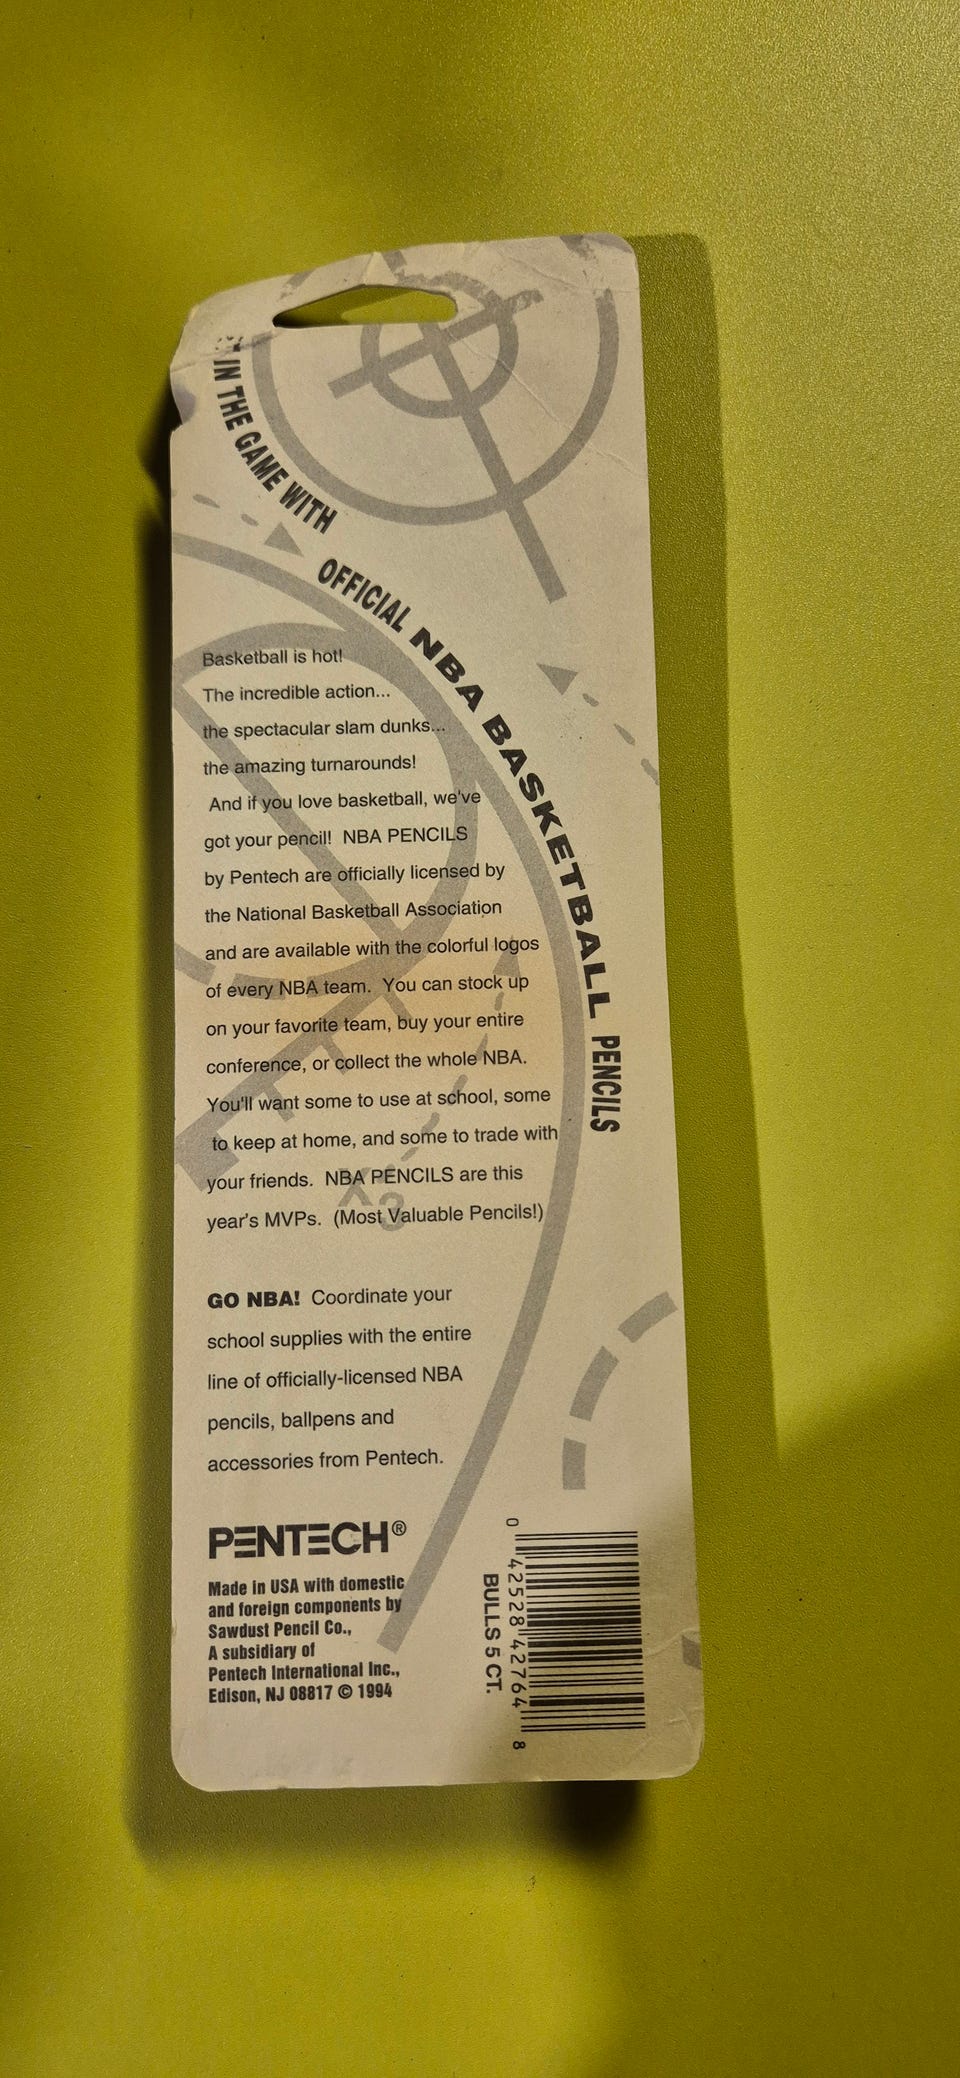 IN THE GAME WITH
OFFICIAL NBA BASKETBALL PENCILS
Basketball is hot!
The incredible action...
the spectacular slam dunks...
the amazing turnarounds!
And if you love basketball, we've
got your pencil! NBA PENCILS
by Pentech are officially licensed by
the National Basketball Association
and are available with the colorful logos
of every NBA team. You can stock up
on your favorite team, buy your entire
conference, or collect the whole NBA.
You'll want some to use at school, some
to keep at home, and some to trade with
your friends. NBA PENCILS are this
year's MVPs. (Most Valuable Pencils!)
X3
GO NBA! Coordinate your
school supplies with the entire
line of officially-licensed NBA
pencils, ballpens and
accessories from Pentech.
PENTECH®
Made in USA with domestic
and foreign components by
Sawdust Pencil Co.,
A subsidiary of
Pentech International Inc.,
Edison, NJ 08817 © 1994
0 42528 42764 8
BULLS 5 CT.